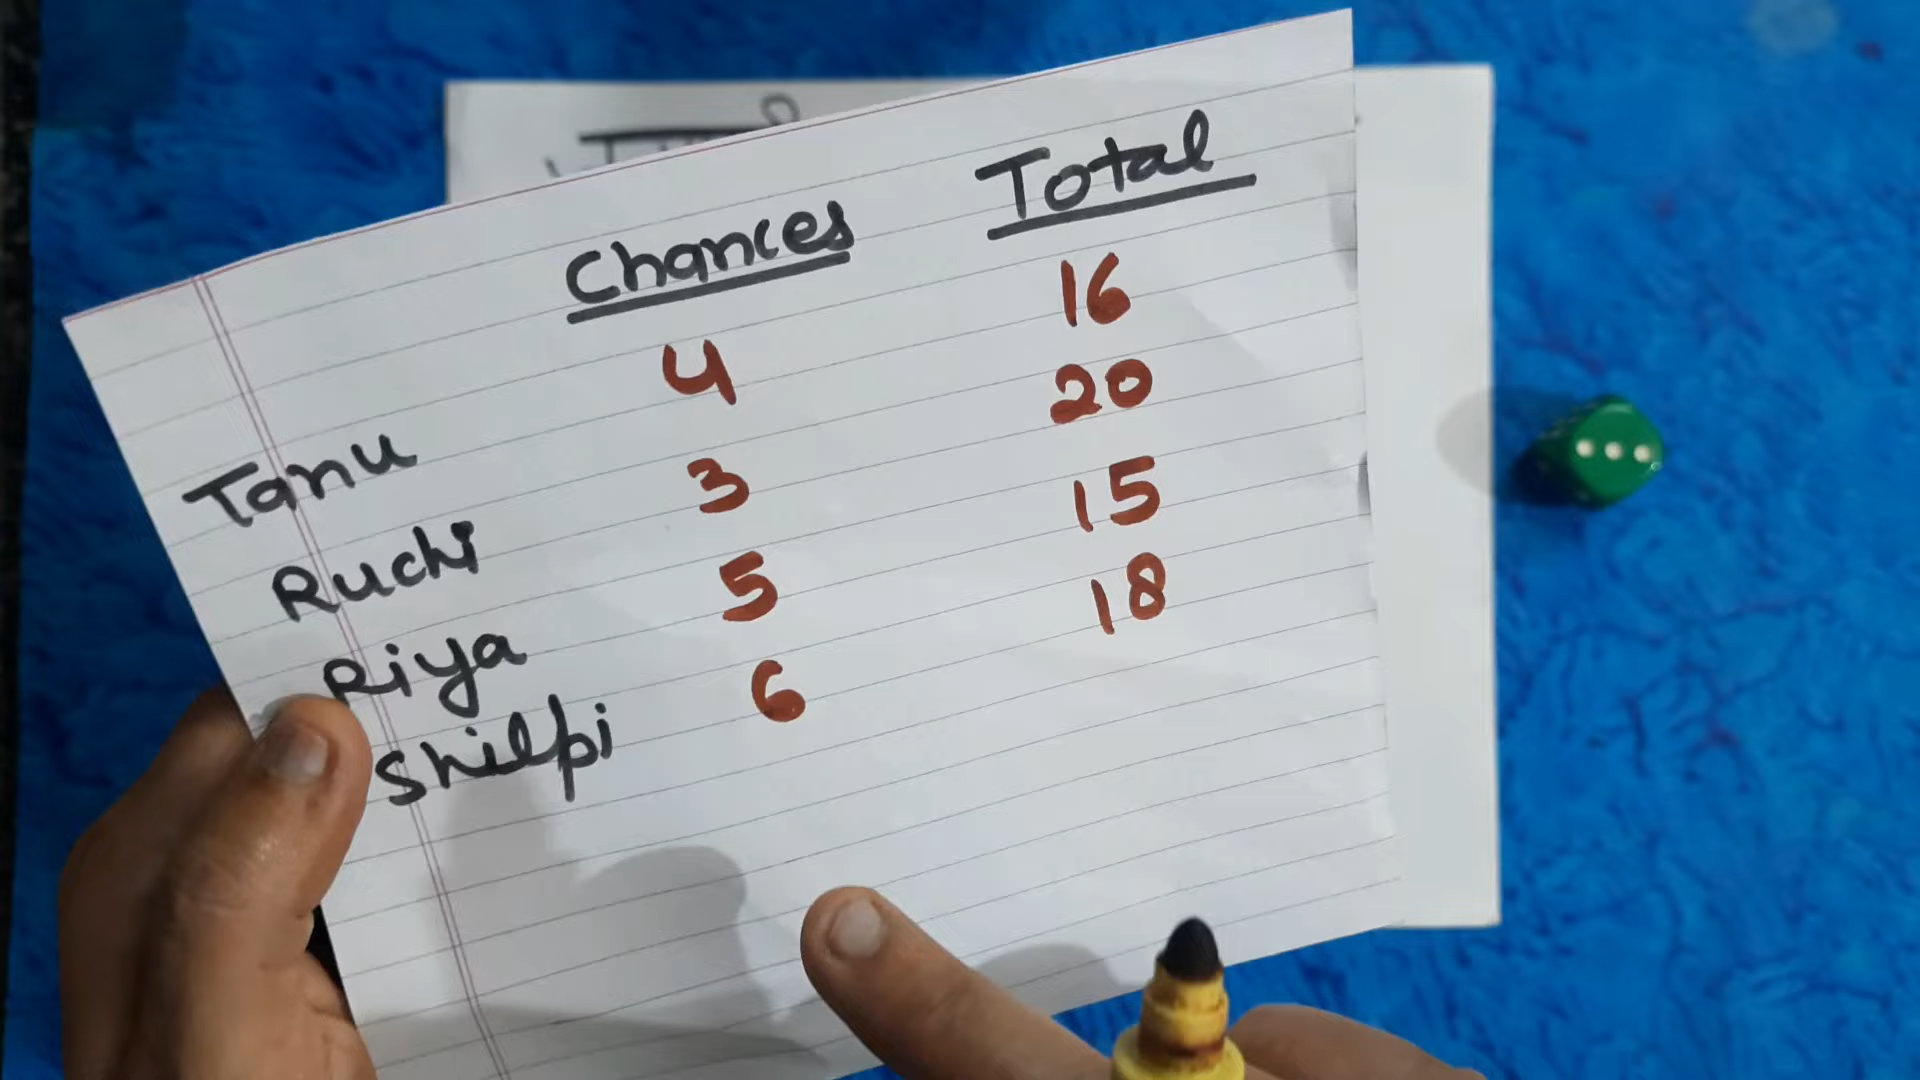 Chances Total
Tanu 4 16
Ruchi 3 20
Riya 5 15
Shilpi 6 18